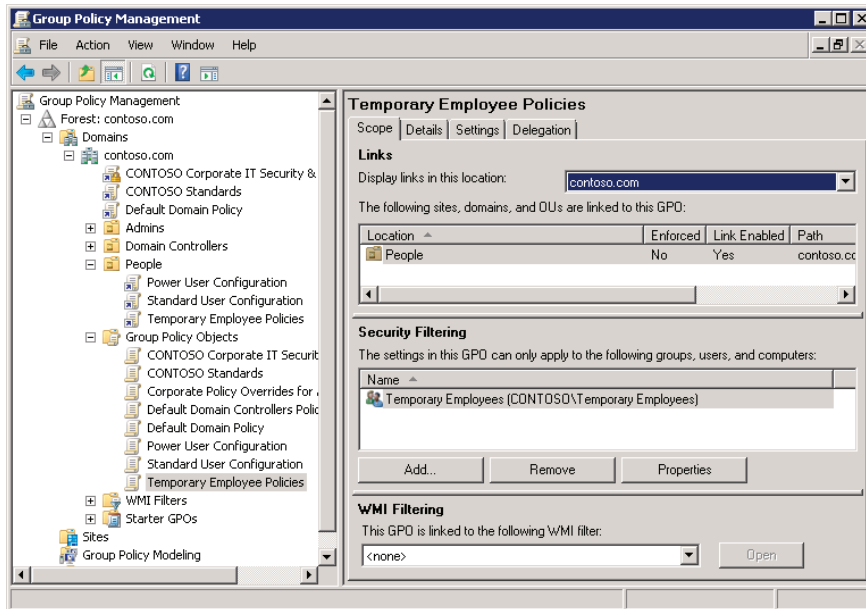 Group Policy Management
File Action View Window Help
Group Policy Management
Forest: contoso.com
Domains
contoso.com
CONTOSO Corporate IT Security &
CONTOSO Standards
Default Domain Policy
Admins
Domain Controllers
People
Power User Configuration
Standard User Configuration
Temporary Employee Policies
Group Policy Objects
CONTOSO Corporate IT Securit
CONTOSO Standards
Corporate Policy Overrides for
Default Domain Controllers Polic
Default Domain Policy
Power User Configuration
Standard User Configuration
Temporary Employee Policies
WMI Filters
Starter GPOs
Sites
Group Policy Modeling
Temporary Employee Policies
Scope Details Settings Delegation
Links
Display links in this location: contoso.com
The following sites, domains, and OUs are linked to this GPO:
Location Enforced Link Enabled Path
People No Yes contoso.cc
Security Filtering
The settings in this GPO can only apply to the following groups, users, and computers:
Name
Temporary Employees (CONTOSO\Temporary Employees)
Add... Remove Properties
WMI Filtering
This GPO is linked to the following WMI filter:
<none> Open